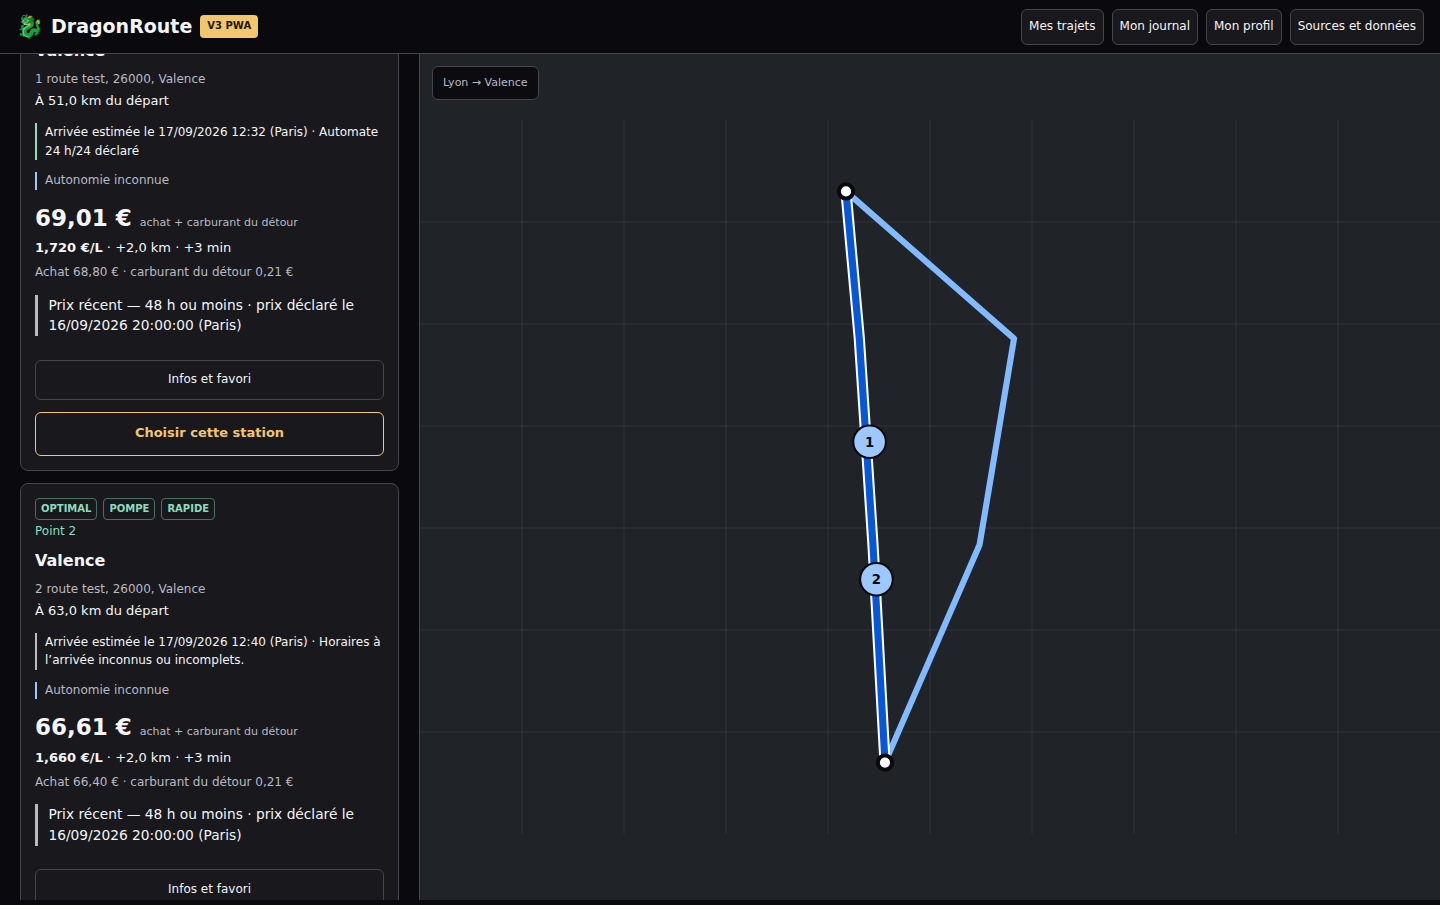 DragonRoute V3 PWA
Mes trajets
Mon journal
Mon profil
Sources et données
Valence
1 route test, 26000, Valence
À 51,0 km du départ
Arrivée estimée le 17/09/2026 12:32 (Paris) · Automate
24 h/24 déclaré
Autonomie inconnue
69,01 € achat + carburant du détour
1,720 €/L · +2,0 km · +3 min
Achat 68,80 € · carburant du détour 0,21 €
Prix récent — 48 h ou moins · prix déclaré le
16/09/2026 20:00:00 (Paris)
Infos et favori
Choisir cette station
OPTIMAL POMPE RAPIDE
Point 2
Valence
2 route test, 26000, Valence
À 63,0 km du départ
Arrivée estimée le 17/09/2026 12:40 (Paris) · Horaires à
l’arrivée inconnus ou incomplets.
Autonomie inconnue
66,61 € achat + carburant du détour
1,660 €/L · +2,0 km · +3 min
Achat 66,40 € · carburant du détour 0,21 €
Prix récent — 48 h ou moins · prix déclaré le
16/09/2026 20:00:00 (Paris)
Infos et favori
Lyon → Valence
1
2